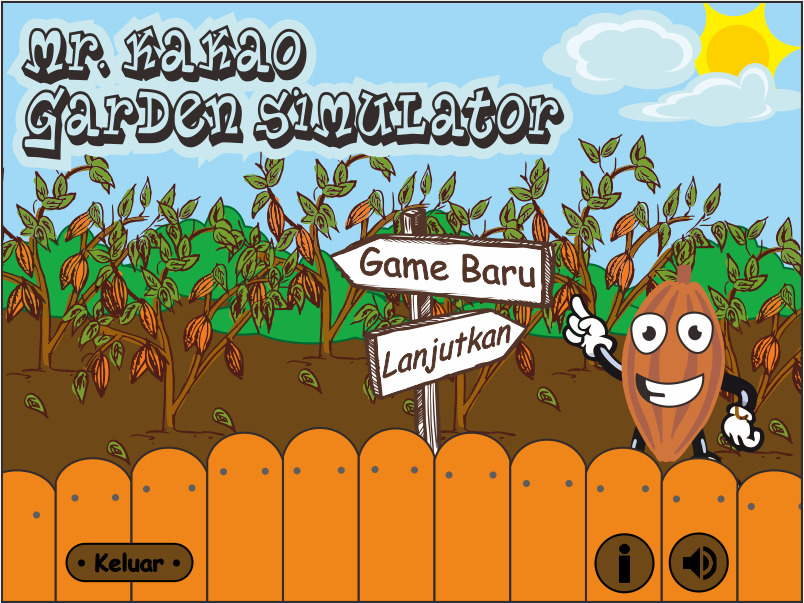 Mr. Kakao
Garden Simulator
Game Baru
Lanjutkan
• Keluar •
i